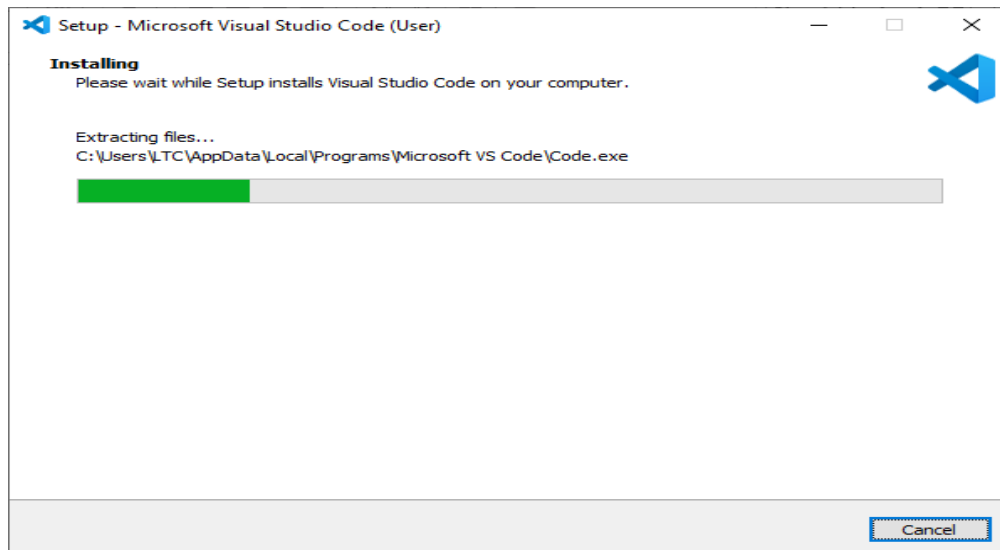 Setup - Microsoft Visual Studio Code (User)
Installing
Please wait while Setup installs Visual Studio Code on your computer.
Extracting files...
C:\Users\LTC\AppData\Local\Programs\Microsoft VS Code\Code.exe
Cancel